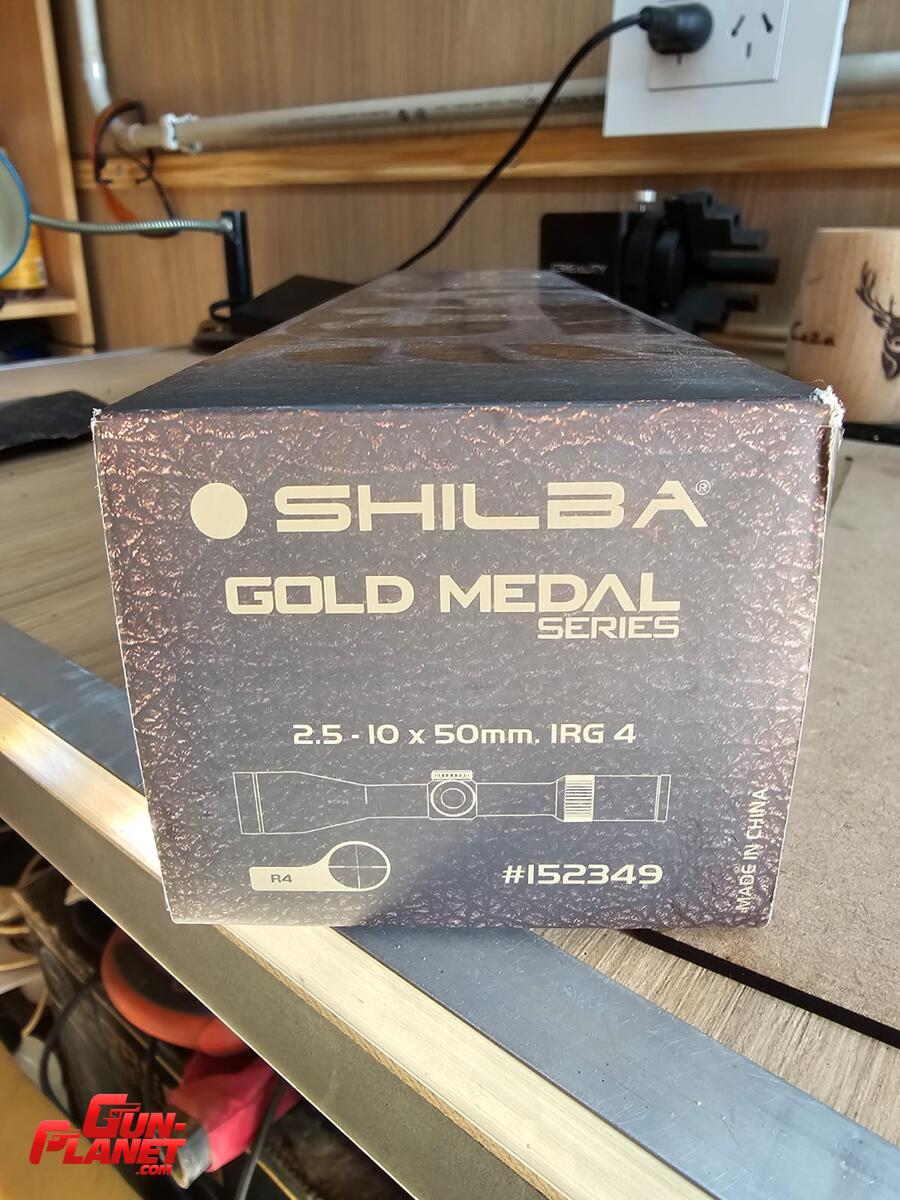 CREALITY
Caza
SHILBA®
GOLD MEDAL
SERIES
2.5 - 10 x 50mm. IRG 4
R4
#152349
MADE IN CHINA
GUN-
PLANET
.COM